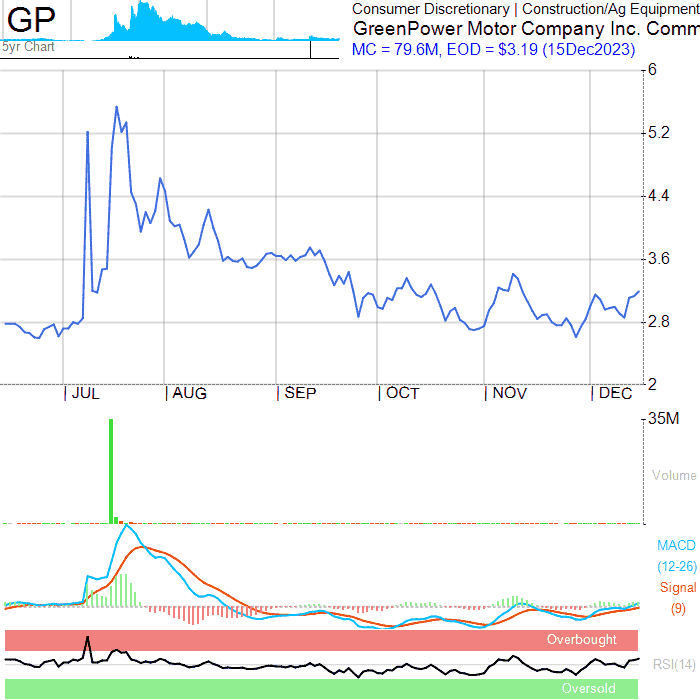 GP
5yr Chart
Consumer Discretionary | Construction/Ag Equipment
GreenPower Motor Company Inc. Comm
MC = 79.6M, EOD = $3.19 (15Dec2023)
6
5.2
4.4
3.6
2.8
2
JUL AUG SEP OCT NOV DEC
35M
Volume
MACD
(12-26)
Signal
(9)
Overbought
RSI(14)
Oversold